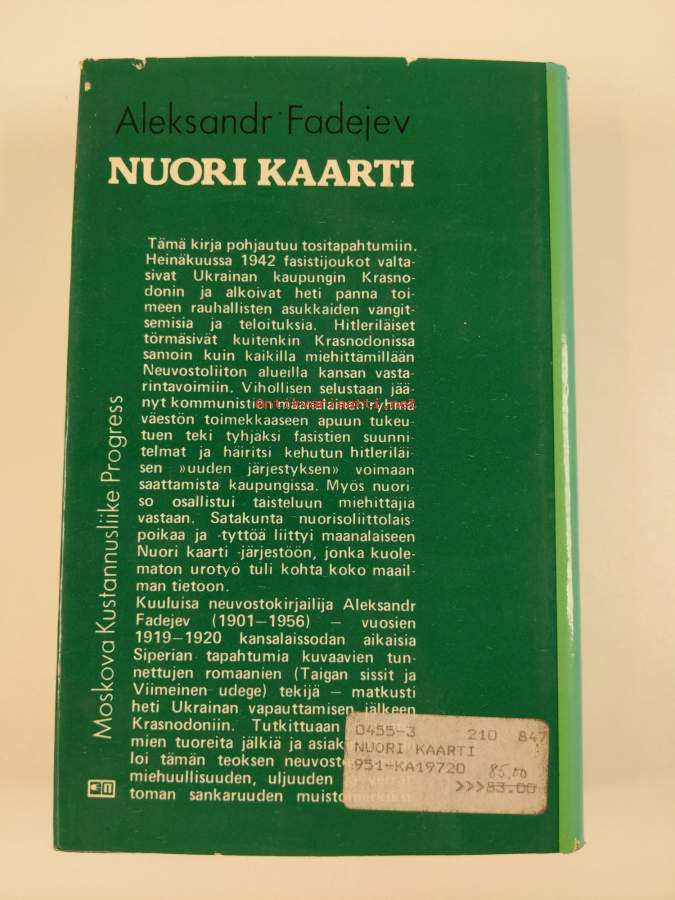 Aleksandr Fadejev
NUORI KAARTI
Tämä kirja pohjautuu tositapahtumiin.
Heinäkuussa 1942 fasistijoukot valta-
sivat Ukrainan kaupungin Krasno-
donin ja alkoivat heti panna toi-
meen rauhallisten asukkaiden vangit-
semisia ja teloituksia. Hitleriläiset
törmäsivät kuitenkin Krasnodonissa
samoin kuin kaikilla miehittämillään
Neuvostoliiton alueilla kansan vasta-
rintavoimiin. Vihollisen selustaan jää-
nyt kommunistien maanalainen ryhmä
väestön toimekkaaseen apuun tukeu-
tuen teki tyhjäksi fasistien suunni-
telmat ja häiritsi kehutun hitleriläi-
sen »uuden järjestyksen» voimaan
saattamista kaupungissa. Myös nuori-
so osallistui taisteluun miehittäjiä
vastaan. Satakunta nuorisoliittolais-
poikaa ja -tyttöä liittyi maanalaiseen
Nuori kaarti -järjestöön, jonka kuole-
maton urotyö tuli kohta koko maail-
man tietoon.
Kuuluisa neuvostokirjailija Aleksandr
Fadejev (1901–1956) – vuosien
1919–1920 kansalaissodan aikaisia
Siperian tapahtumia kuvaavien tun-
nettujen romaanien (Taigan sissit ja
Viimeinen udege) tekijä – matkusti
heti Ukrainan vapauttamisen jälkeen
Krasnodoniin. Tutkittuaan
mien tuoreita jälkiä ja asiak
loi tämän teoksen neuvosto
miehuullisuuden, uljuuden
toman sankaruuden muistomerkiksi.
Moskova Kustannusliike Progress
0455-3 210 847
NUORI KAARTI
951-KA19720 85,00
>>>83.00